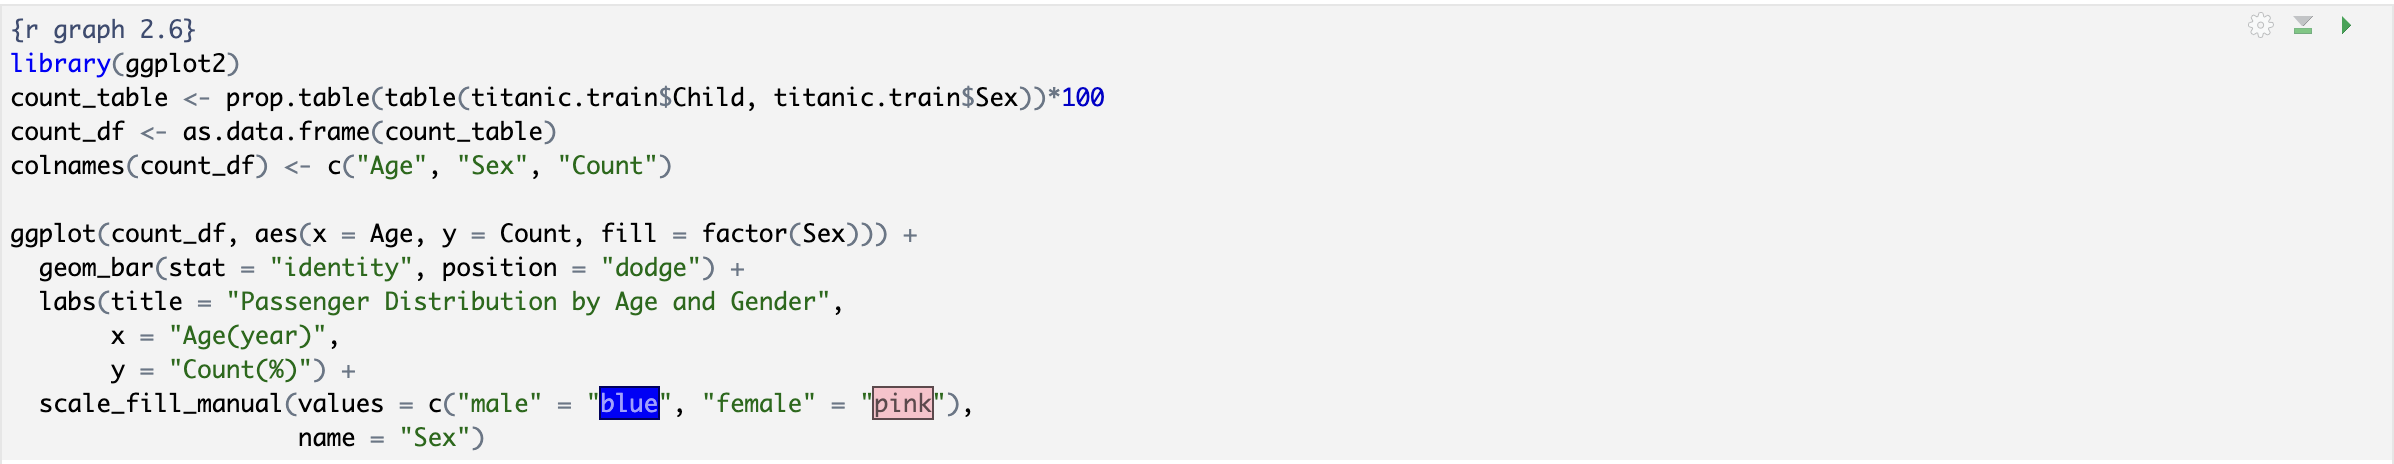 {r graph 2.6}
library(ggplot2)
count_table <- prop.table(table(titanic.train$Child, titanic.train$Sex))*100
count_df <- as.data.frame(count_table)
colnames(count_df) <- c("Age", "Sex", "Count")

ggplot(count_df, aes(x = Age, y = Count, fill = factor(Sex))) +
  geom_bar(stat = "identity", position = "dodge") +
  labs(title = "Passenger Distribution by Age and Gender",
       x = "Age(year)",
       y = "Count(%)") +
  scale_fill_manual(values = c("male" = "blue", "female" = "pink"),
                    name = "Sex")